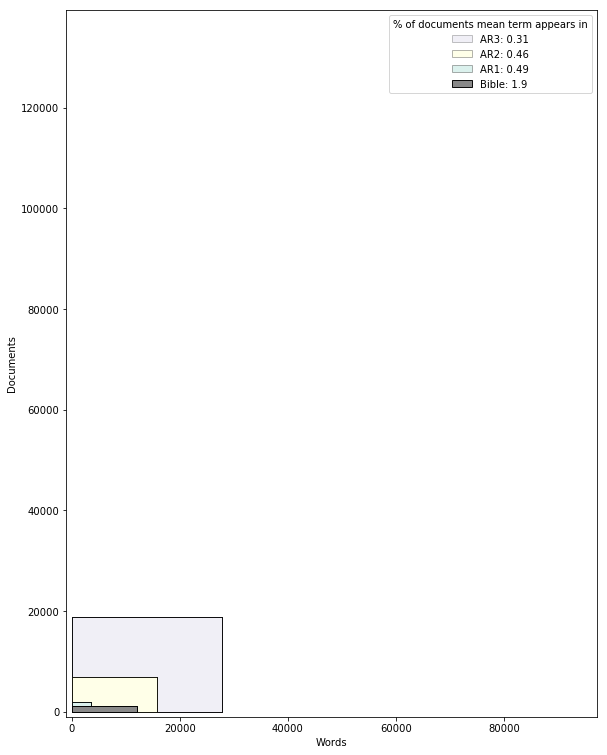 % of documents mean term appears in
AR3: 0.31
AR2: 0.46
AR1: 0.49
Bible: 1.9
120000
100000
80000
60000
40000
20000
0
Documents
0 20000 40000 60000 80000
Words